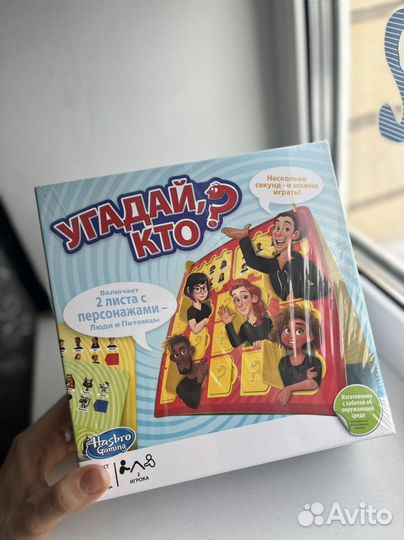 УГАДАЙ,
КТО?
Несколько
секунд - и можно
играть!
Включает
2 листа с
персонажами –
Люди и Питомцы
Hasbro
Gaming
2
ИГРОКА
Изготовлено
с заботой об
окружающей
среде
Avito